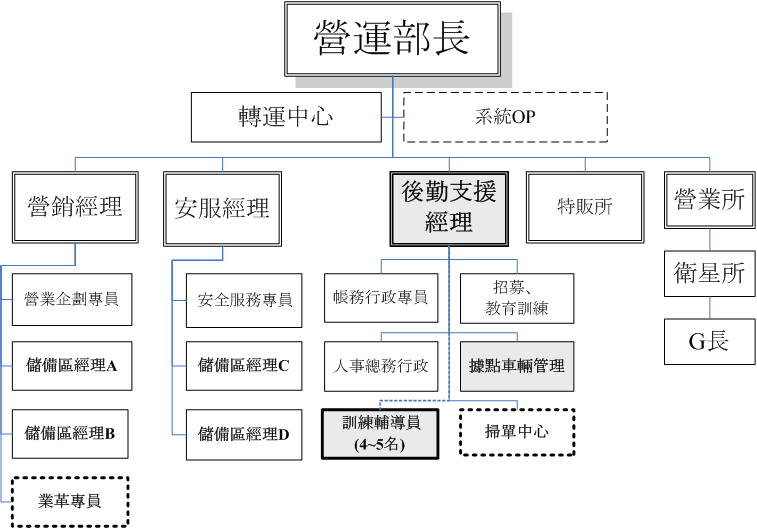 營運部長
轉運中心
系統OP
營銷經理
安服經理
後勤支援
經理
特販所
營業所
營業企劃專員
安全服務專員
帳務行政專員
招募、
教育訓練
衛星所
儲備區經理A
儲備區經理C
人事總務行政
據點車輛管理
G長
儲備區經理B
儲備區經理D
訓練輔導員
(4~5名)
掃單中心
業革專員